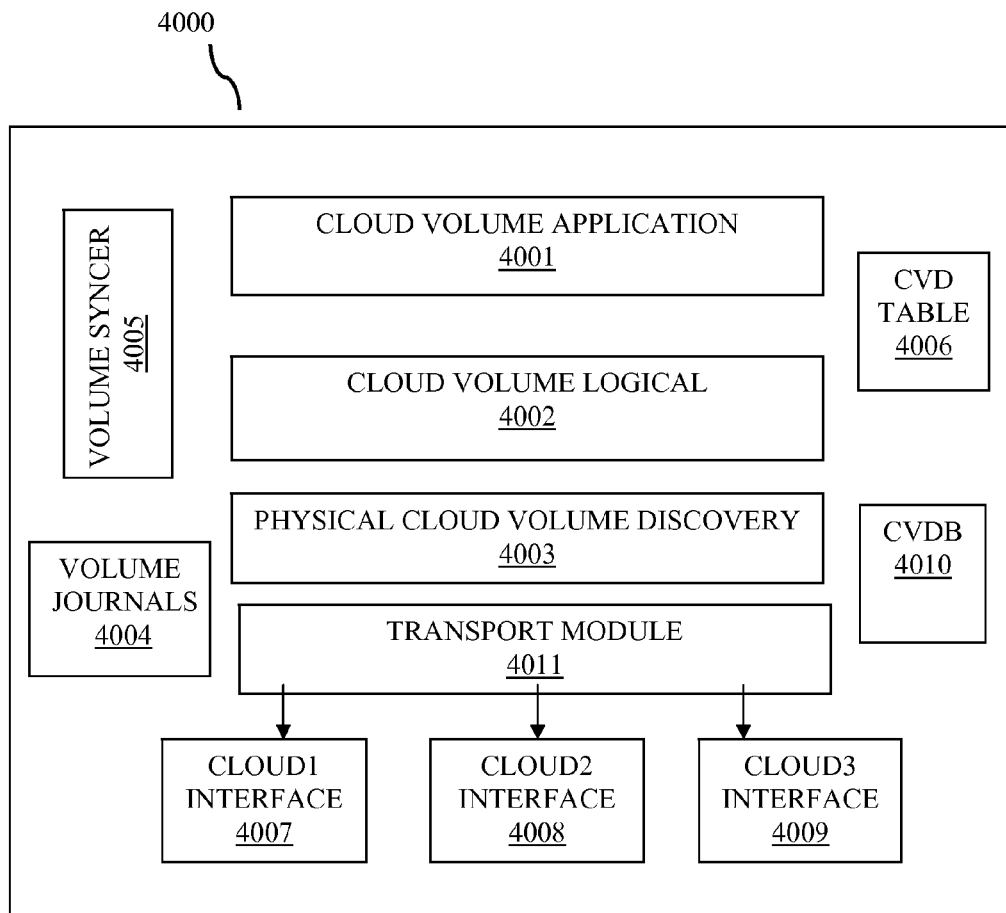 4000
CLOUD VOLUME APPLICATION
4001
VOLUME SYNCER
4005
CVD
TABLE
4006
CLOUD VOLUME LOGICAL
4002
PHYSICAL CLOUD VOLUME DISCOVERY
4003
CVDB
4010
VOLUME
JOURNALS
4004
TRANSPORT MODULE
4011
CLOUD1
INTERFACE
4007
CLOUD2
INTERFACE
4008
CLOUD3
INTERFACE
4009